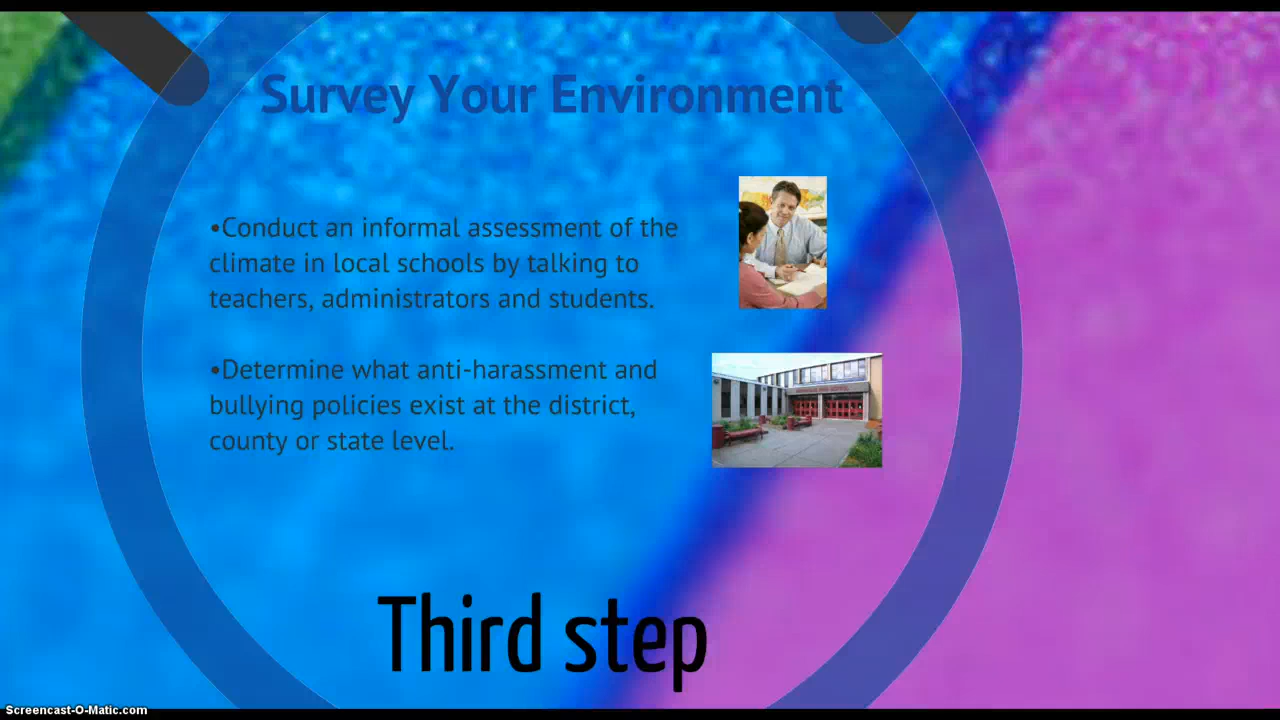 Survey Your Environment
•Conduct an informal assessment of the
climate in local schools by talking to
teachers, administrators and students.
•Determine what anti-harassment and
bullying policies exist at the district,
county or state level.
Third step
Screencast-O-Matic.com